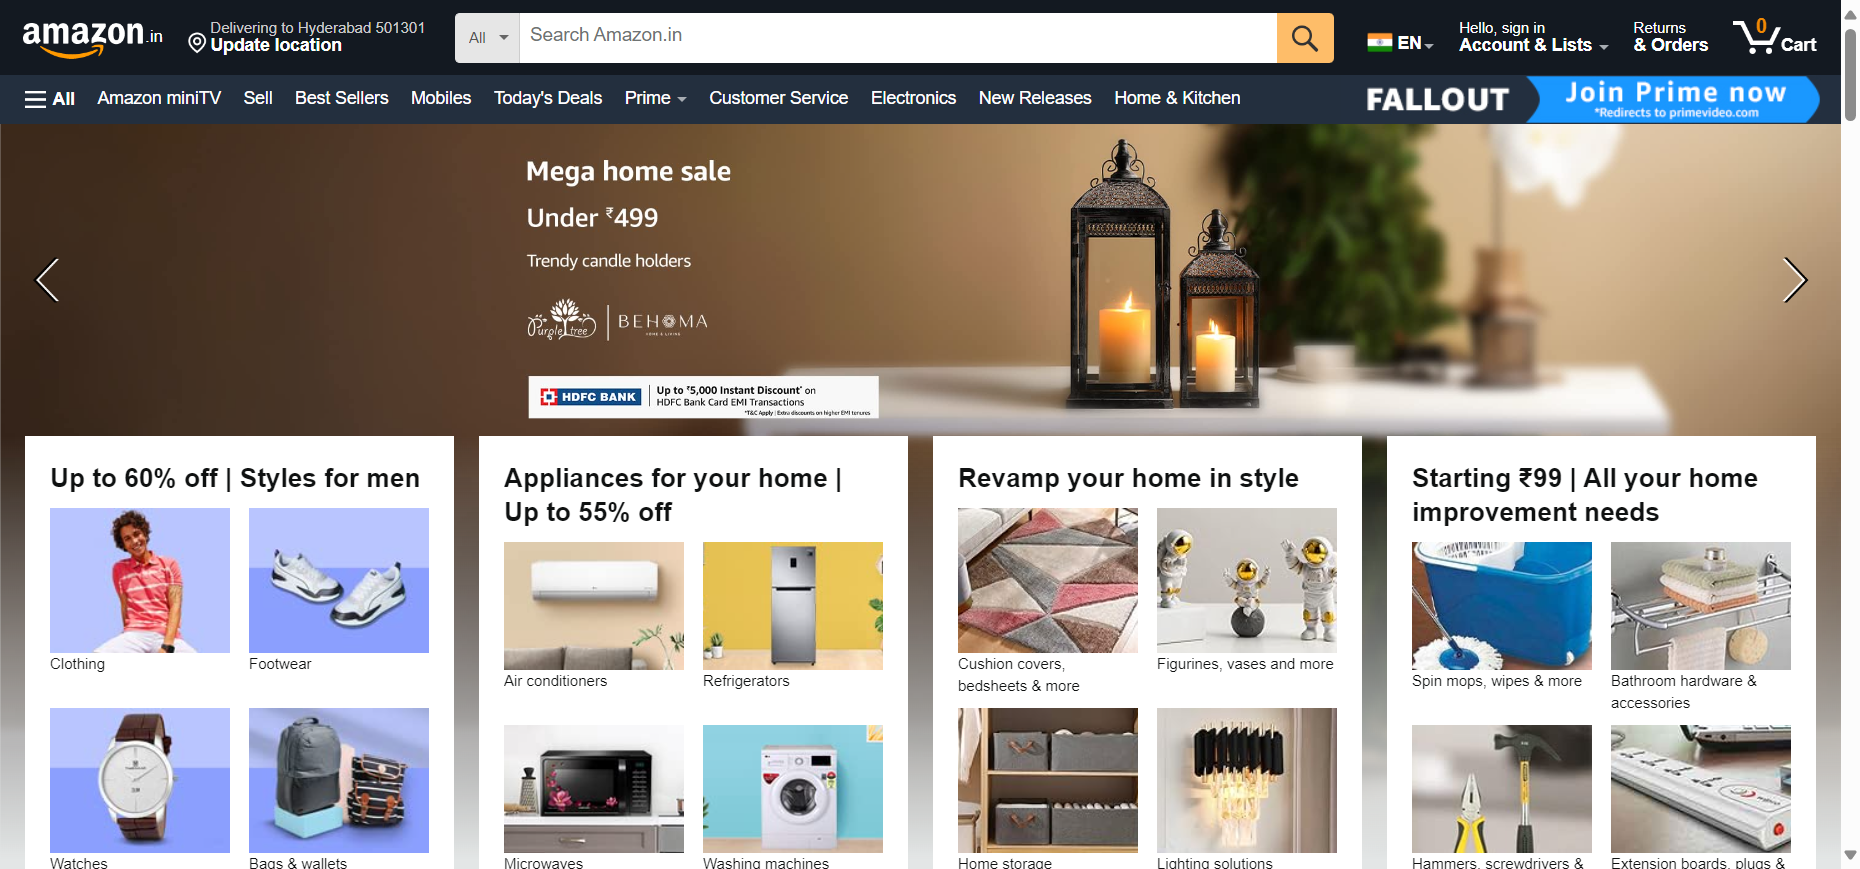 amazon.in
Delivering to Hyderabad 501301
Update location
All
Search Amazon.in
EN
Hello, sign in
Account & Lists
Returns
& Orders
0
Cart
All
Amazon miniTV
Sell
Best Sellers
Mobiles
Today's Deals
Prime
Customer Service
Electronics
New Releases
Home & Kitchen
FALLOUT
Join Prime now
*Redirects to primevideo.com
Mega home sale
Under ₹499
Trendy candle holders
Purple tree
BEHOMA
HOME & LIVING
HDFC BANK
Up to ₹5,000 Instant Discount* on
HDFC Bank Card EMI Transactions
*T&C Apply | Extra discounts on higher EMI tenures
Up to 60% off | Styles for men
Clothing
Footwear
Watches
Bags & wallets
Appliances for your home |
Up to 55% off
Air conditioners
Refrigerators
Microwaves
Washing machines
Revamp your home in style
Cushion covers,
bedsheets & more
Figurines, vases and more
Home storage
Lighting solutions
Starting ₹99 | All your home
improvement needs
Spin mops, wipes & more
Bathroom hardware &
accessories
Hammers, screwdrivers &
Extension boards, plugs &